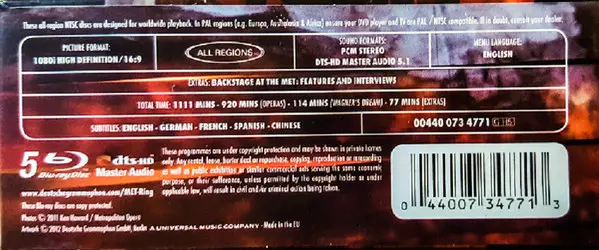 These all-region NTSC discs are designed for worldwide playback. In PAL regions (e.g. Europe, Australasia & Africa) ensure your DVD player and TV are PAL / NTSC compatible. If in doubt, consult your dealer.
PICTURE FORMAT:
1080i HIGH DEFINITION/16:9
ALL REGIONS
SOUND FORMATS:
PCM STEREO
DTS-HD MASTER AUDIO 5.1
MENU LANGUAGE:
ENGLISH
EXTRAS: BACKSTAGE AT THE MET: FEATURES AND INTERVIEWS
TOTAL TIME: 1111 MINS - 920 MINS (OPERAS) - 114 MINS (WAGNER'S DREAM) - 77 MINS (EXTRAS)
SUBTITLES: ENGLISH - GERMAN - FRENCH - SPANISH - CHINESE
00440 073 4771 GH5
5 Blu-ray Disc
dts-HD
Master Audio
These programmes are under copyright protection and may be shown in private homes
only. Any rental, lease, barter deal or repurchase, copying, reproduction or rerecording
as well as public exhibition or similar commercial ads serving the same economic
purpose, or their sufferance, unless permitted by the copyright holder or under
applicable law, will result in civil and/or criminal action being taken.
www.deutschegrammophon.com/MET-Ring
These Blu-ray discs are copy protected.
Photos © 2011 Ken Howard / Metropolitan Opera
Artwork © 2012 Deutsche Grammophon GmbH, Berlin A UNIVERSAL MUSIC COMPANY - Made in the EU
0 44007 34771 3